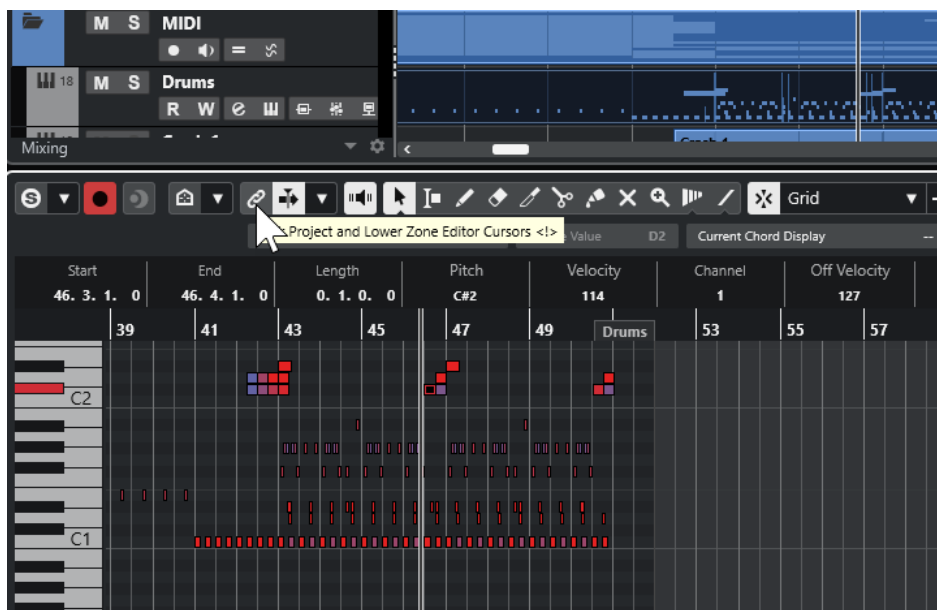 M S MIDI
18 M S Drums
R W e
Mixing
S
Grid
Project and Lower Zone Editor Cursors <!>
Value D2 Current Chord Display --
Start End Length Pitch Velocity Channel Off Velocity
46. 3. 1. 0 46. 4. 1. 0 0. 1. 0. 0 C#2 114 1 127
39 41 43 45 47 49 Drums 53 55 57
C2
C1